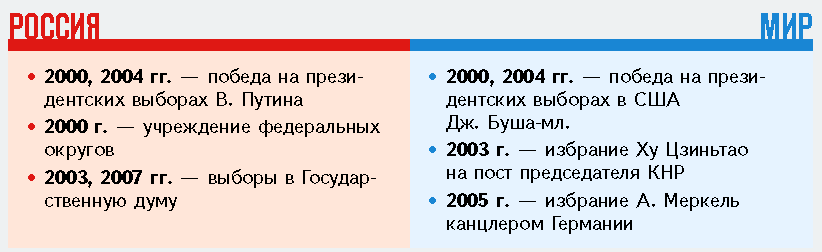 РОССИЯ
МИР
• 2000, 2004 гг. — победа на прези-
дентских выборах В. Путина
• 2000 г. — учреждение федеральных
округов
• 2003, 2007 гг. — выборы в Государ-
ственную думу
• 2000, 2004 гг. — победа на прези-
дентских выборах в США
Дж. Буша-мл.
• 2003 г. — избрание Ху Цзиньтао
на пост председателя КНР
• 2005 г. — избрание А. Меркель
канцлером Германии